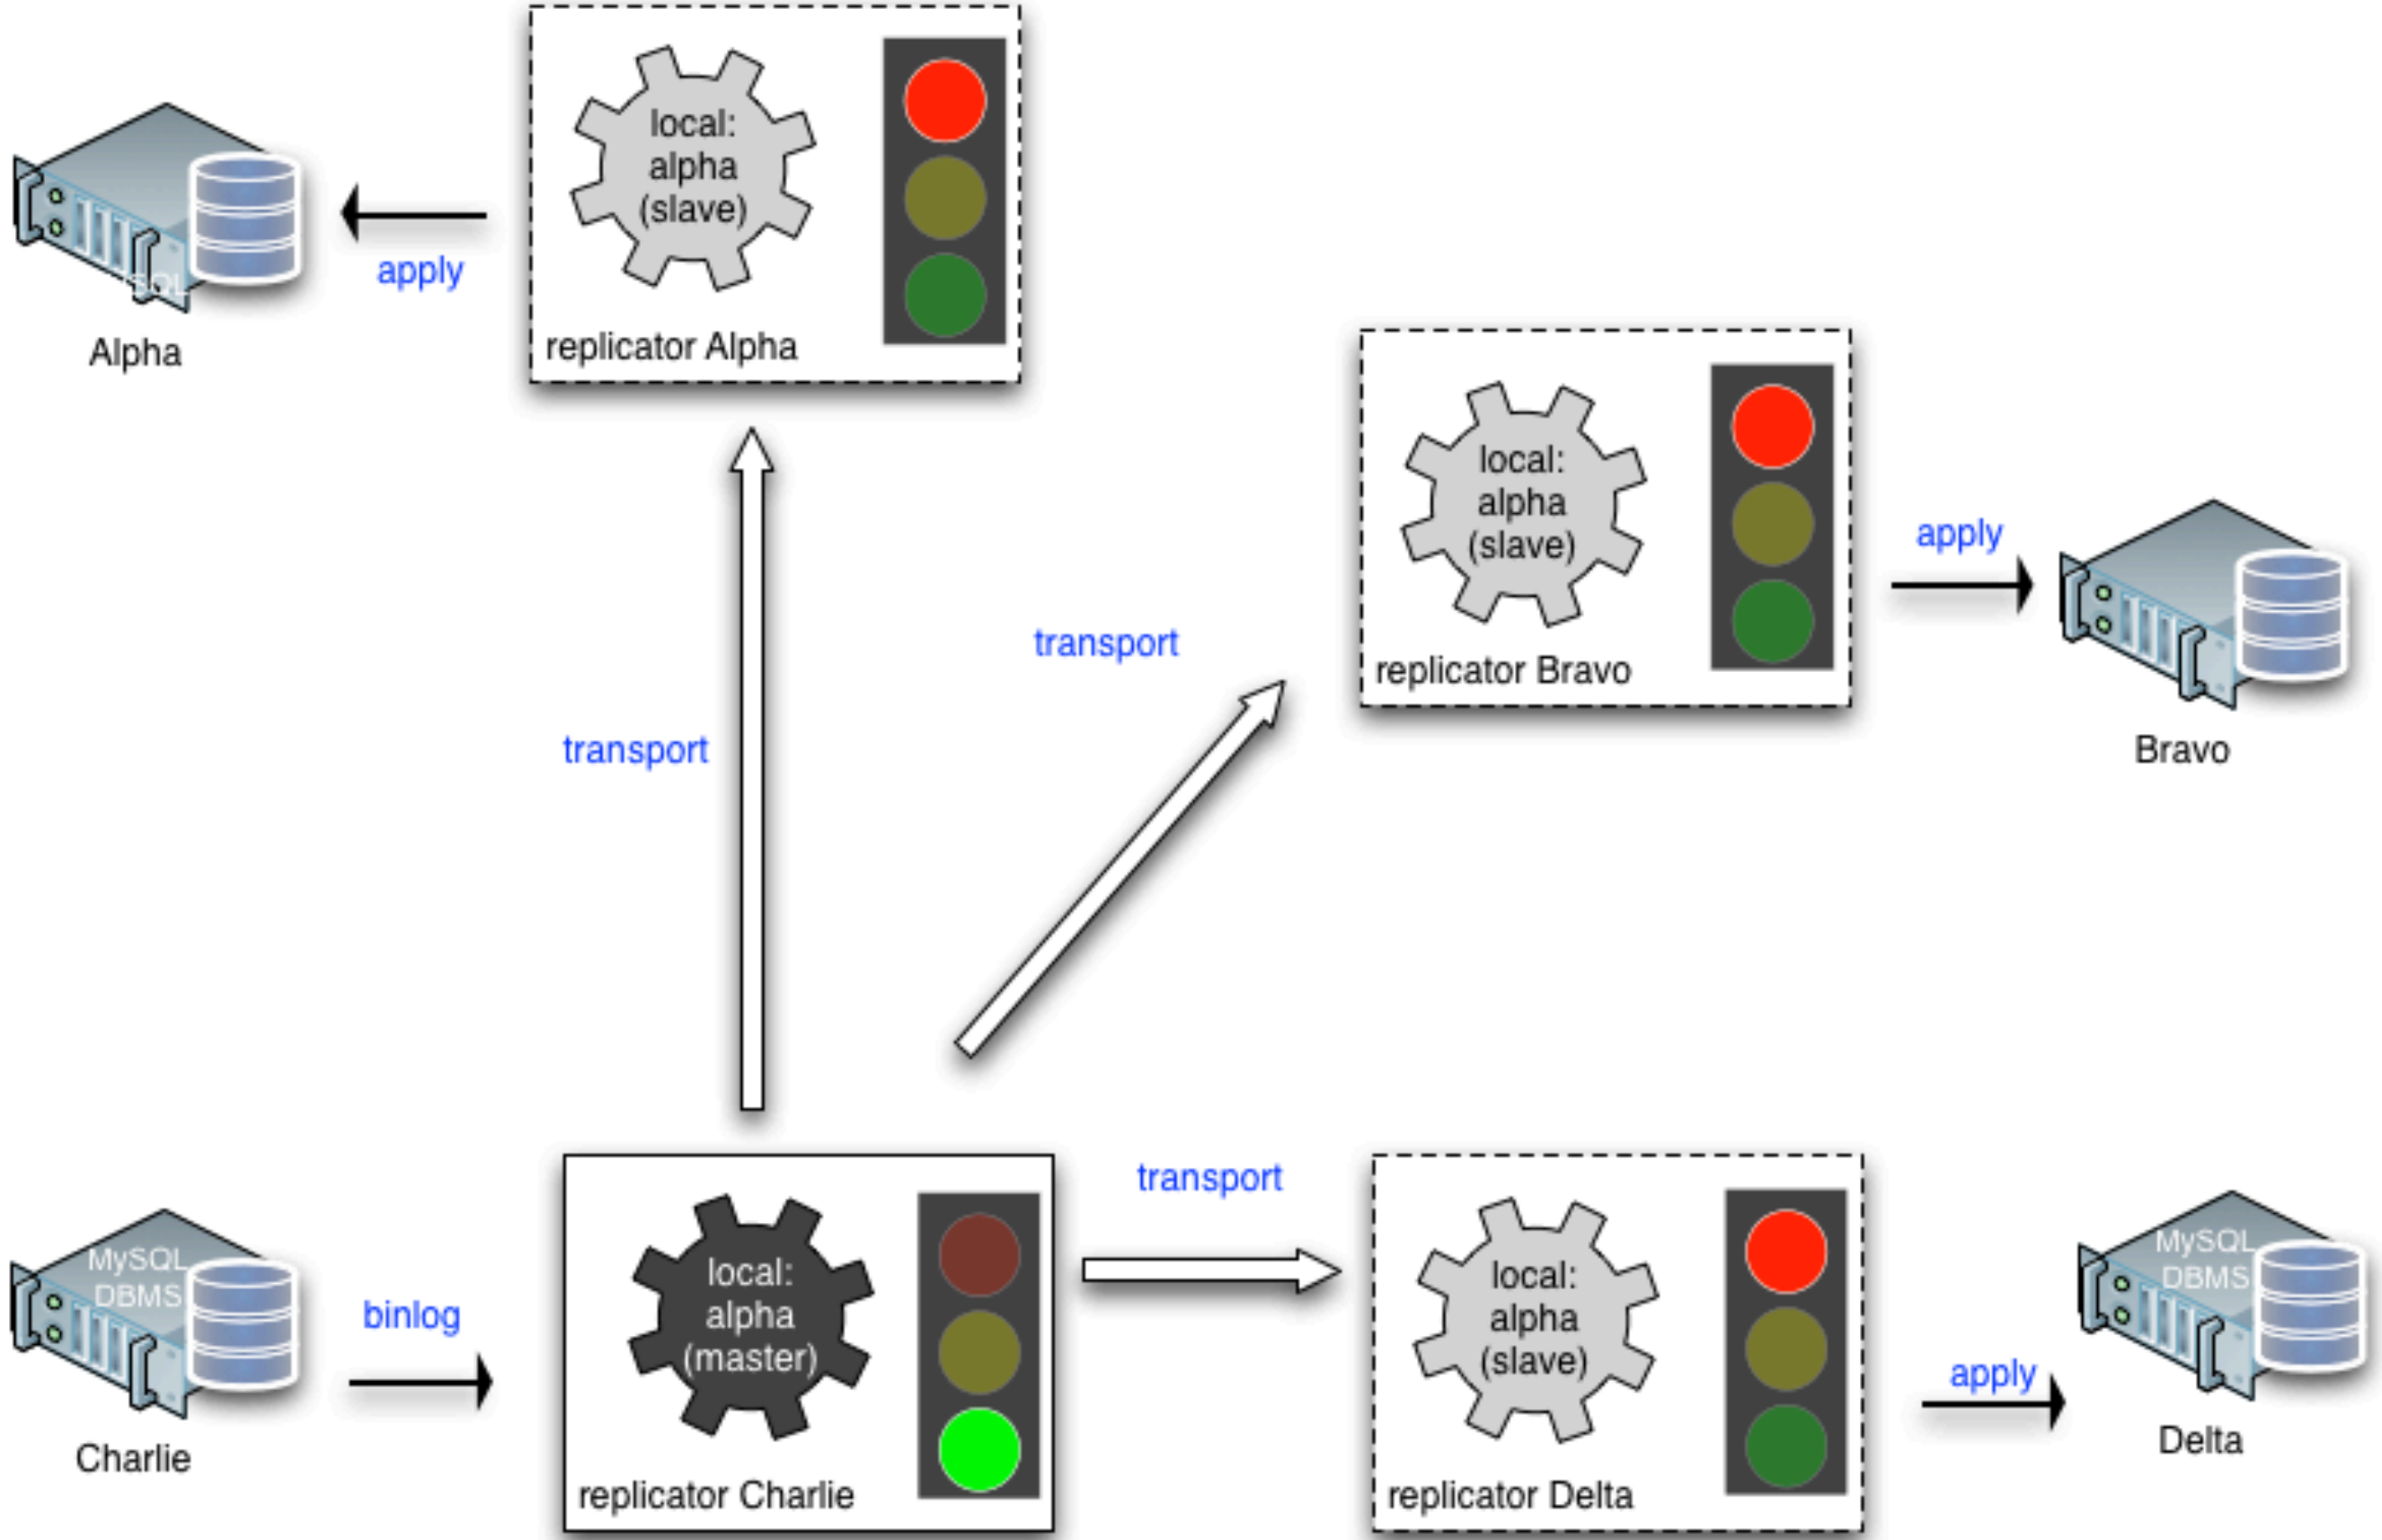 local:
alpha
(slave)
replicator Alpha
apply
Alpha
local:
alpha
(slave)
replicator Bravo
apply
Bravo
transport
transport
transport
MySQL
DBMS
Charlie
binlog
local:
alpha
(master)
replicator Charlie
local:
alpha
(slave)
replicator Delta
apply
MySQL
DBMS
Delta